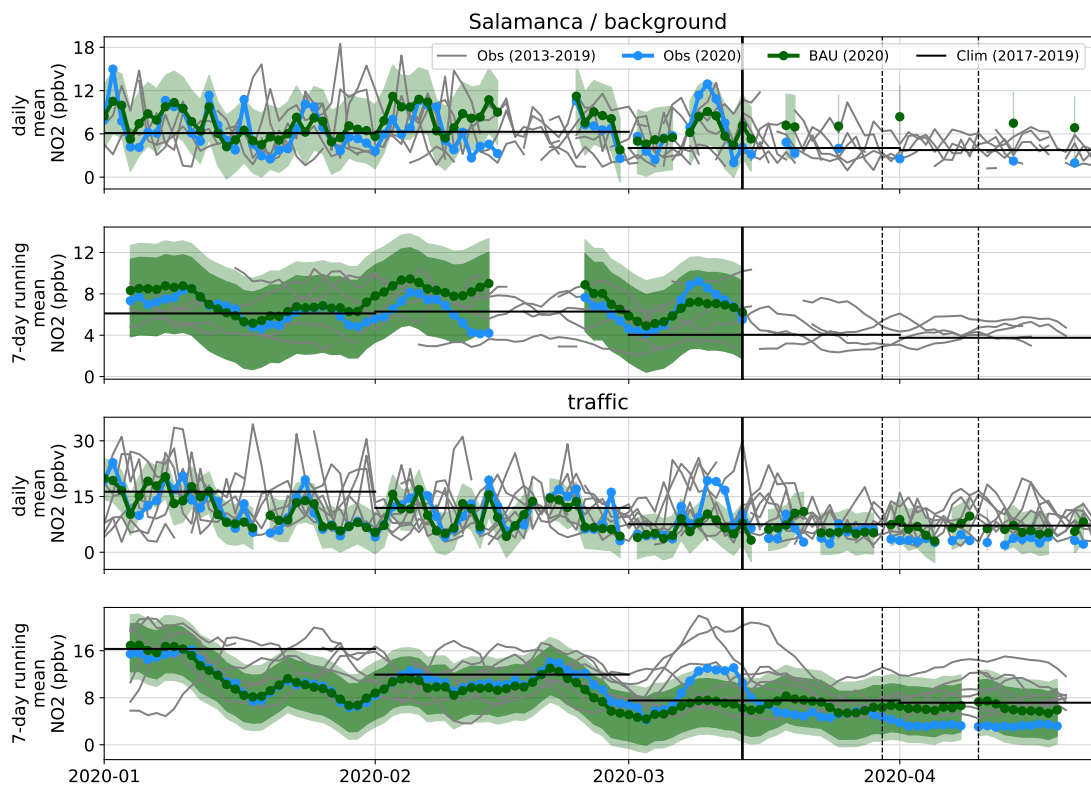 Salamanca / background
Obs (2013-2019) Obs (2020) BAU (2020) Clim (2017-2019)
daily
mean
NO2 (ppbv)
18
12
6
0
7-day running
mean
NO2 (ppbv)
12
8
4
0
traffic
daily
mean
NO2 (ppbv)
30
15
0
7-day running
mean
NO2 (ppbv)
16
8
0
2020-01 2020-02 2020-03 2020-04